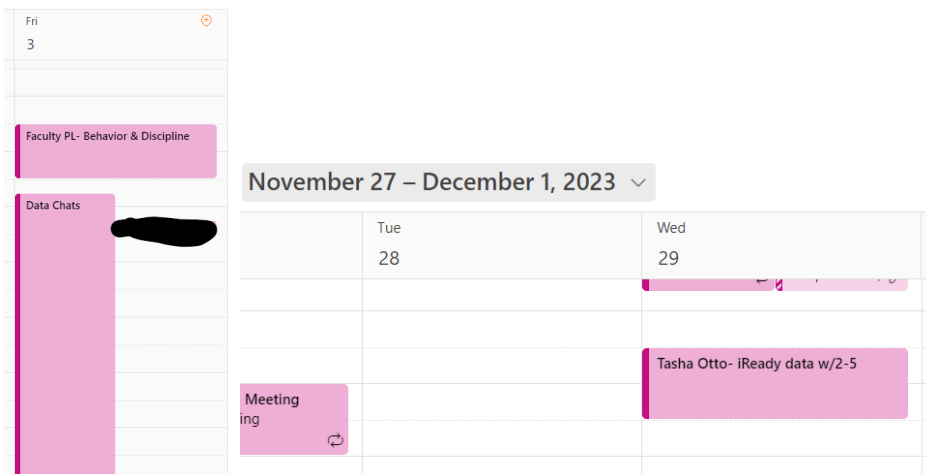 Fri
3
Faculty PL- Behavior & Discipline
Data Chats
November 27 – December 1, 2023
Tue
28
Wed
29
Tasha Otto- iReady data w/2-5
Meeting
ing